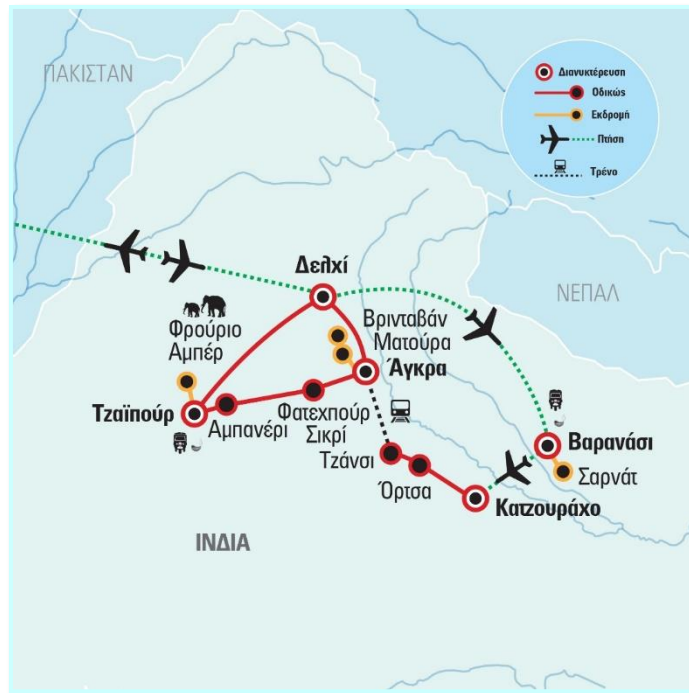 ΠΑΚΙΣΤΑΝ
Διανυκτέρευση
Οδικώς
Εκδρομή
Πτήση
Τρένο
Δελχί
ΝΕΠΑΛ
Φρούριο
Αμπέρ
Βρινταβάν
Ματούρα
Άγκρα
Τζαϊπούρ
Αμπανέρι
Φατεχπούρ
Σικρί
Τζάνσι
Όρτσα
Βαρανάσι
Σαρνάτ
Κατζουράχο
ΙΝΔΙΑ